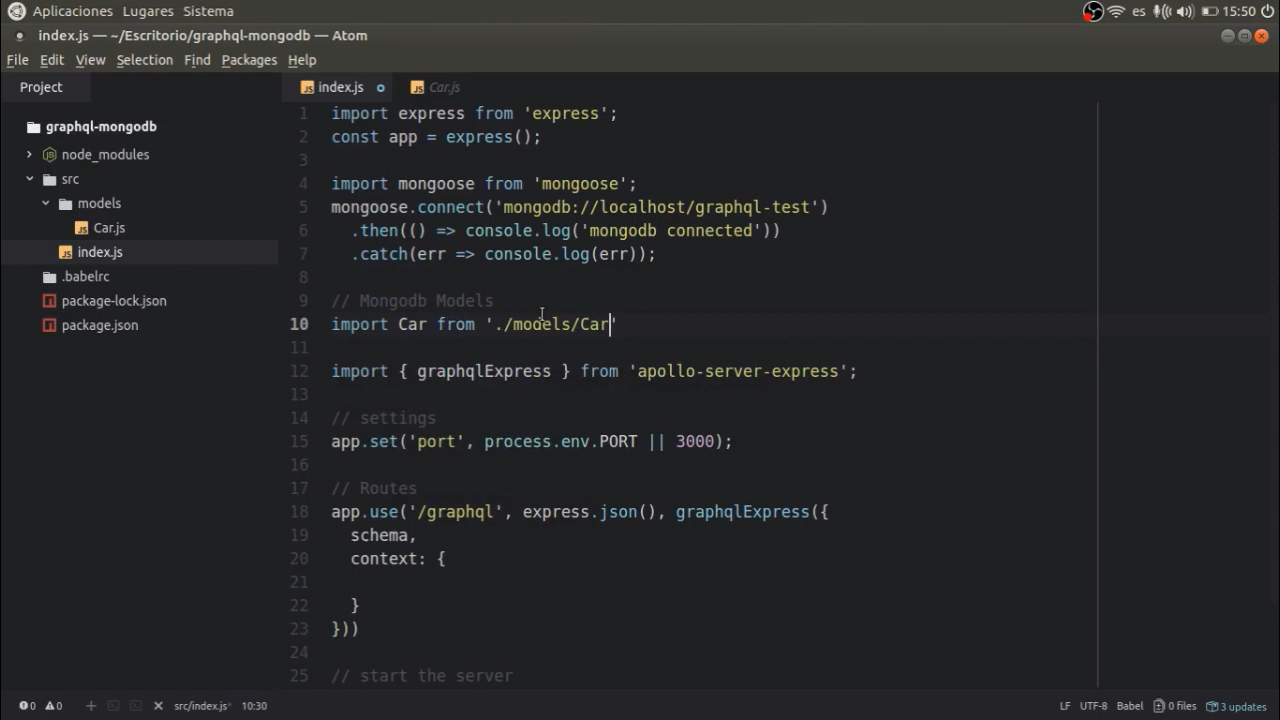 Aplicaciones Lugares Sistema es 15:50
index.js — ~/Escritorio/graphql-mongodb — Atom
File Edit View Selection Find Packages Help
Project index.js Car.js
graphql-mongodb
node_modules
src
models
Car.js
index.js
.babelrc
package-lock.json
package.json
1 import express from 'express';
2 const app = express();
3
4 import mongoose from 'mongoose';
5 mongoose.connect('mongodb://localhost/graphql-test')
6 .then(() => console.log('mongodb connected'))
7 .catch(err => console.log(err));
8
9 // Mongodb Models
10 import Car from './models/Car'
11
12 import { graphqlExpress } from 'apollo-server-express';
13
14 // settings
15 app.set('port', process.env.PORT || 3000);
16
17 // Routes
18 app.use('/graphql', express.json(), graphqlExpress({
19 schema,
20 context: {
21
22 }
23 }))
24
25 // start the server
0 0 src/index.js* 10:30 LF UTF-8 Babel 0 files 3 updates